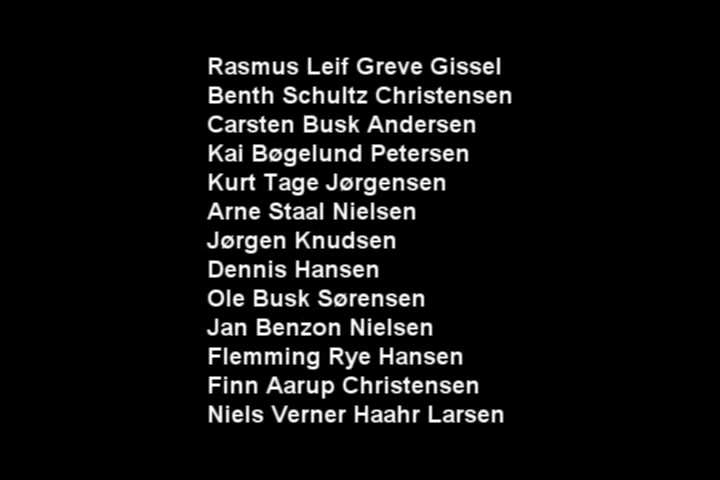 Rasmus Leif Greve Gissel
Benth Schultz Christensen
Carsten Busk Andersen
Kai Bøgelund Petersen
Kurt Tage Jørgensen
Arne Staal Nielsen
Jørgen Knudsen
Dennis Hansen
Ole Busk Sørensen
Jan Benzon Nielsen
Flemming Rye Hansen
Finn Aarup Christensen
Niels Verner Haahr Larsen